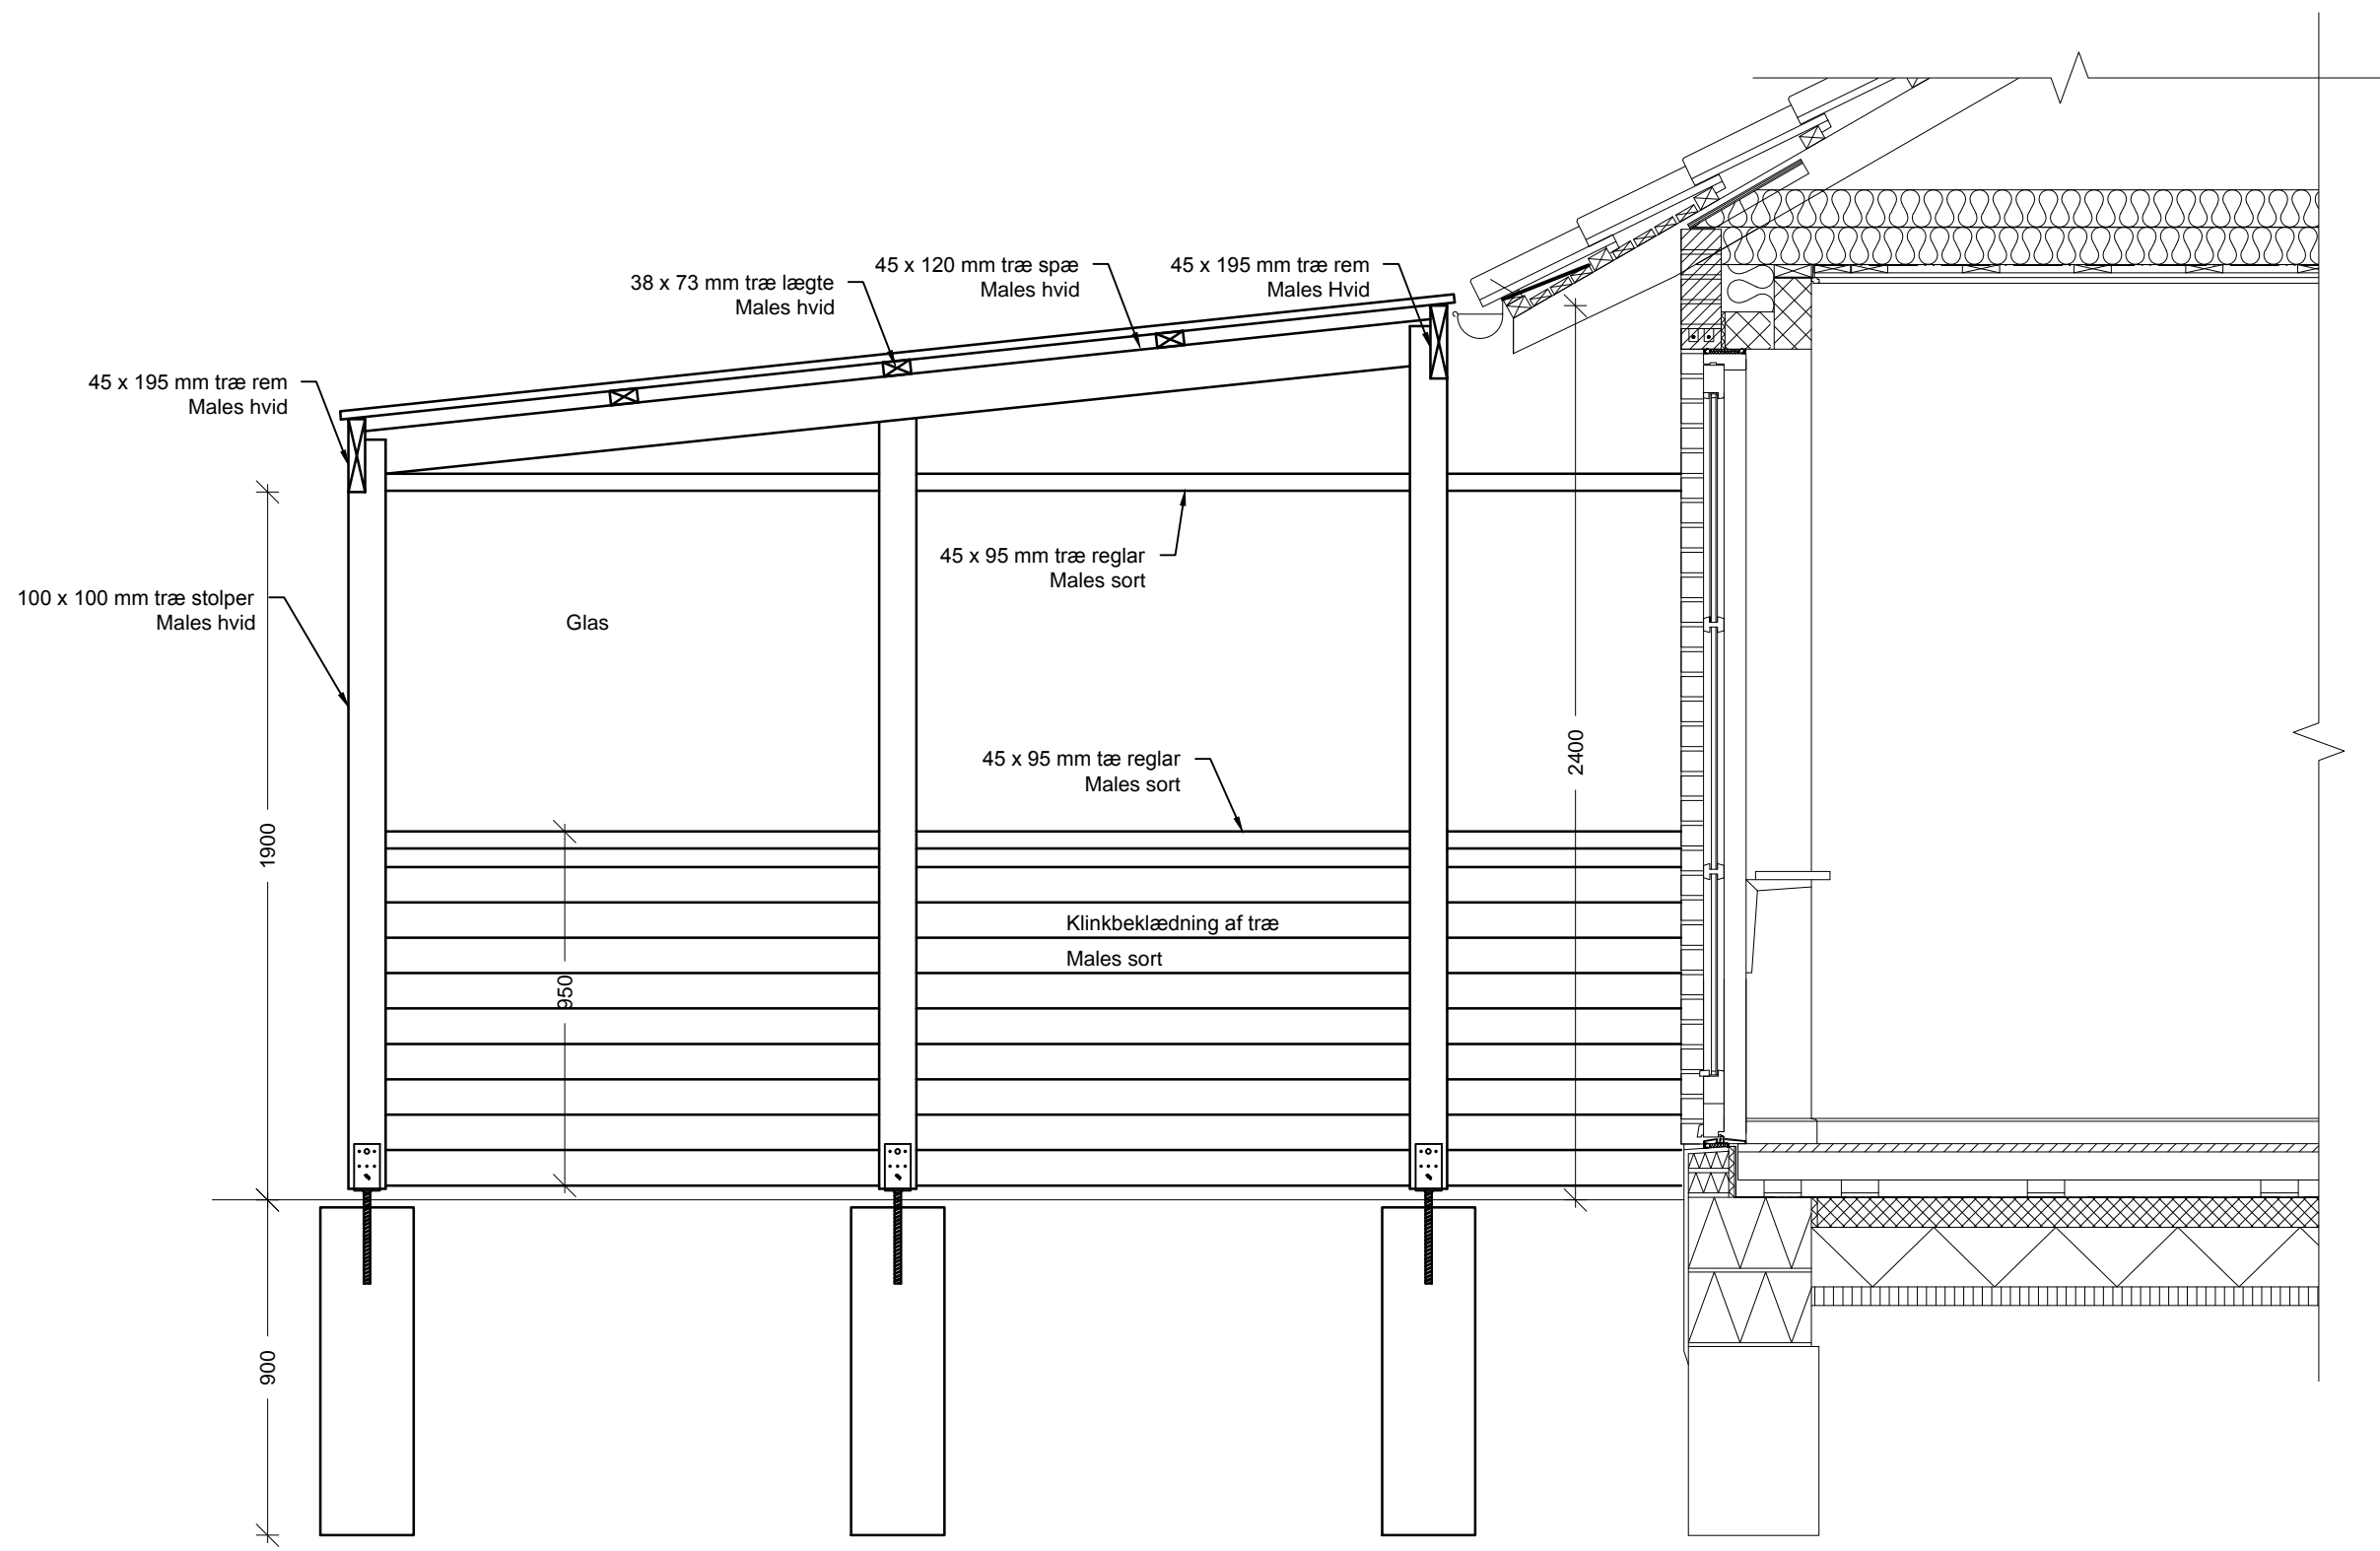 45 x 120 mm træ spæ
Males hvid
45 x 195 mm træ rem
Males Hvid
38 x 73 mm træ lægte
Males hvid
45 x 195 mm træ rem
Males hvid
45 x 95 mm træ reglar
Males sort
100 x 100 mm træ stolper
Males hvid
Glas
45 x 95 mm tæ reglar
Males sort
2400
1900
Klinkbeklædning af træ
Males sort
950
900